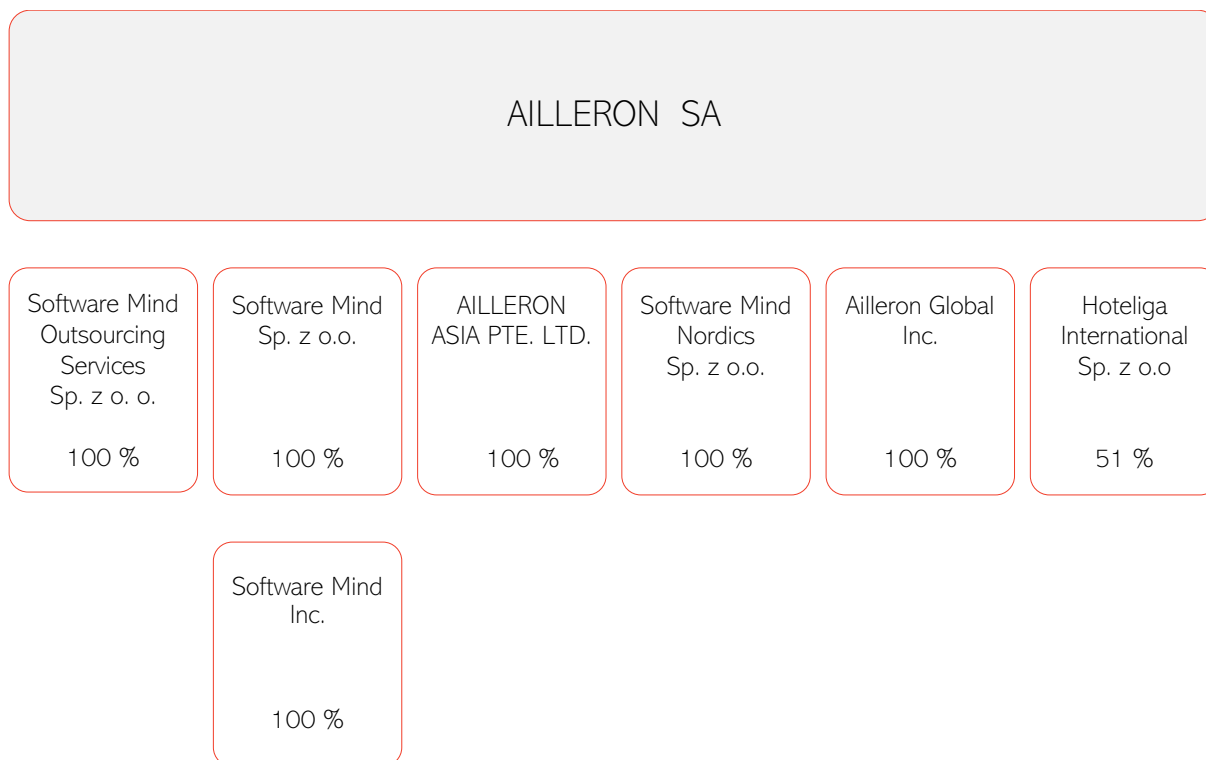 AILLERON SA
Software Mind
Outsourcing
Services
Sp. z o. o.
100 %
Software Mind
Sp. z o.o.
100 %
AILLERON
ASIA PTE. LTD.
100 %
Software Mind
Nordics
Sp. z o.o.
100 %
Ailleron Global
Inc.
100 %
Hoteliga
International
Sp. z o.o
51 %
Software Mind
Inc.
100 %